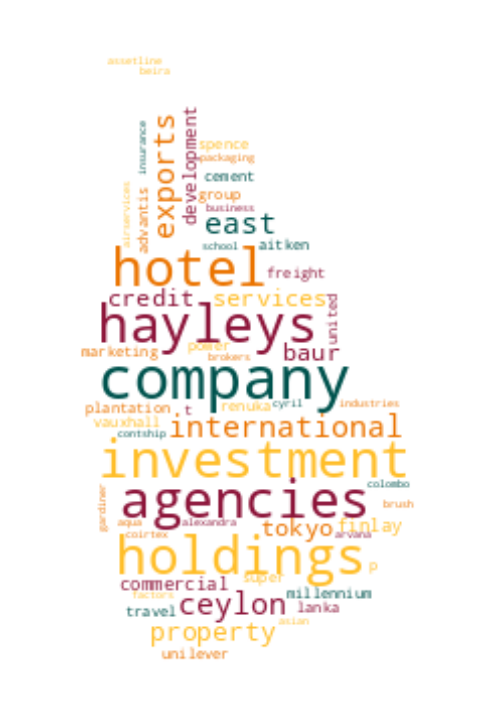 assetline
beira
insurance
exports
development
spence
packaging
cement
airservices
advantis
group
business
east
school
aitken
hotel
freight
credit
services
united
hayleys
marketing
power
brokers
baur
company
plantation
t
renuka
cyril
industries
vauxhall
contship
international
investment
colombo
gardiner
agencies
brush
aqua
alexandra
tokyo
finlay
coirtex
arvana
holdings
p
commercial
super
factors
millennium
travel
ceylon
lanka
asian
property
unilever